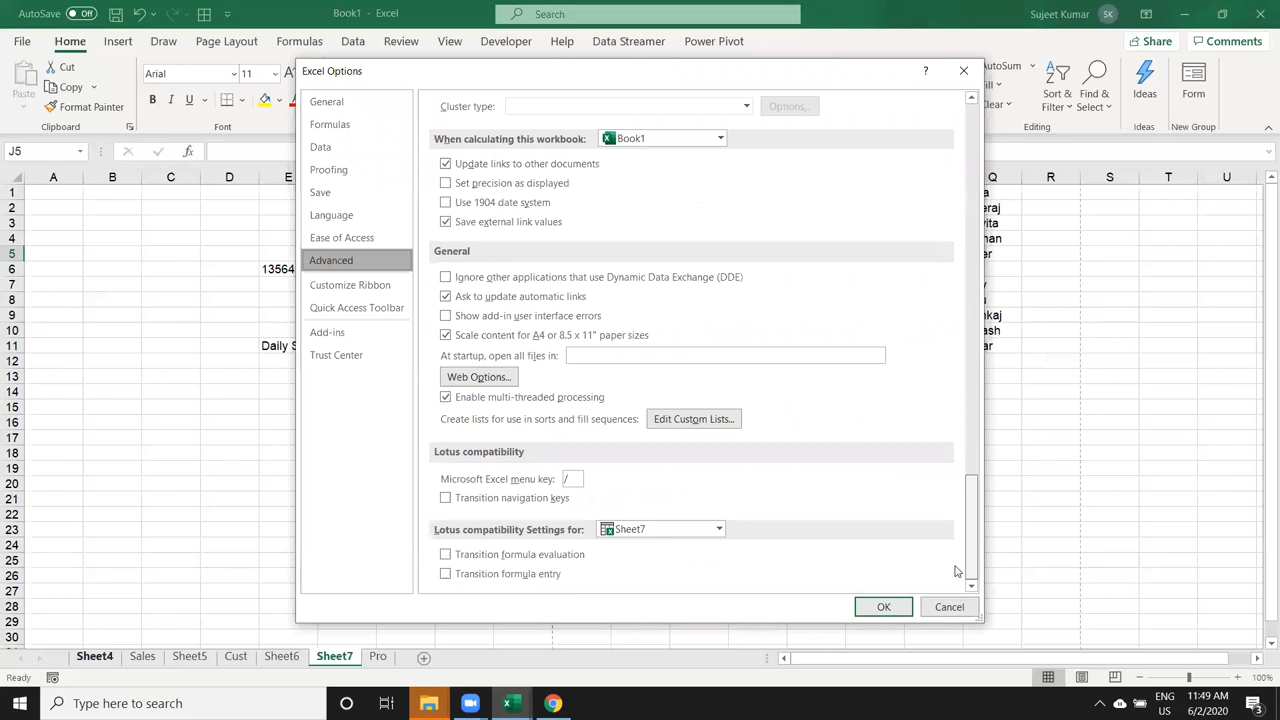 AutoSave Off Book1 - Excel Search Sujeet Kumar SK
File Home Insert Draw Page Layout Formulas Data Review View Developer Help Data Streamer Power Pivot Share Comments
Cut
Copy
Format Painter
Paste
Clipboard
Arial 11
B I U
Font
AutoSum
Sort & Filter
Find & Select
Editing
Ideas
Ideas
Form
New Group
J5 fx
A B C D E Q R S T U
1
2
3
4
5
6 13564
7
8
9
10
11 Daily S
12
13
14
15
16
17
18
19
20
21
22
23
24
25
26
27
28
29
30
Excel Options ?
General
Formulas
Data
Proofing
Save
Language
Ease of Access
Advanced
Customize Ribbon
Quick Access Toolbar
Add-ins
Trust Center
Cluster type: Options...
When calculating this workbook: Book1
Update links to other documents
Set precision as displayed
Use 1904 date system
Save external link values
General
Ignore other applications that use Dynamic Data Exchange (DDE)
Ask to update automatic links
Show add-in user interface errors
Scale content for A4 or 8.5 x 11" paper sizes
At startup, open all files in:
Web Options...
Enable multi-threaded processing
Create lists for use in sorts and fill sequences: Edit Custom Lists...
Lotus compatibility
Microsoft Excel menu key: /
Transition navigation keys
Lotus compatibility Settings for: Sheet7
Transition formula evaluation
Transition formula entry
OK Cancel
Sheet4 Sales Sheet5 Cust Sheet6 Sheet7 Pro
Ready 100%
Type here to search
ENG
US
11:49 AM
6/2/2020
3